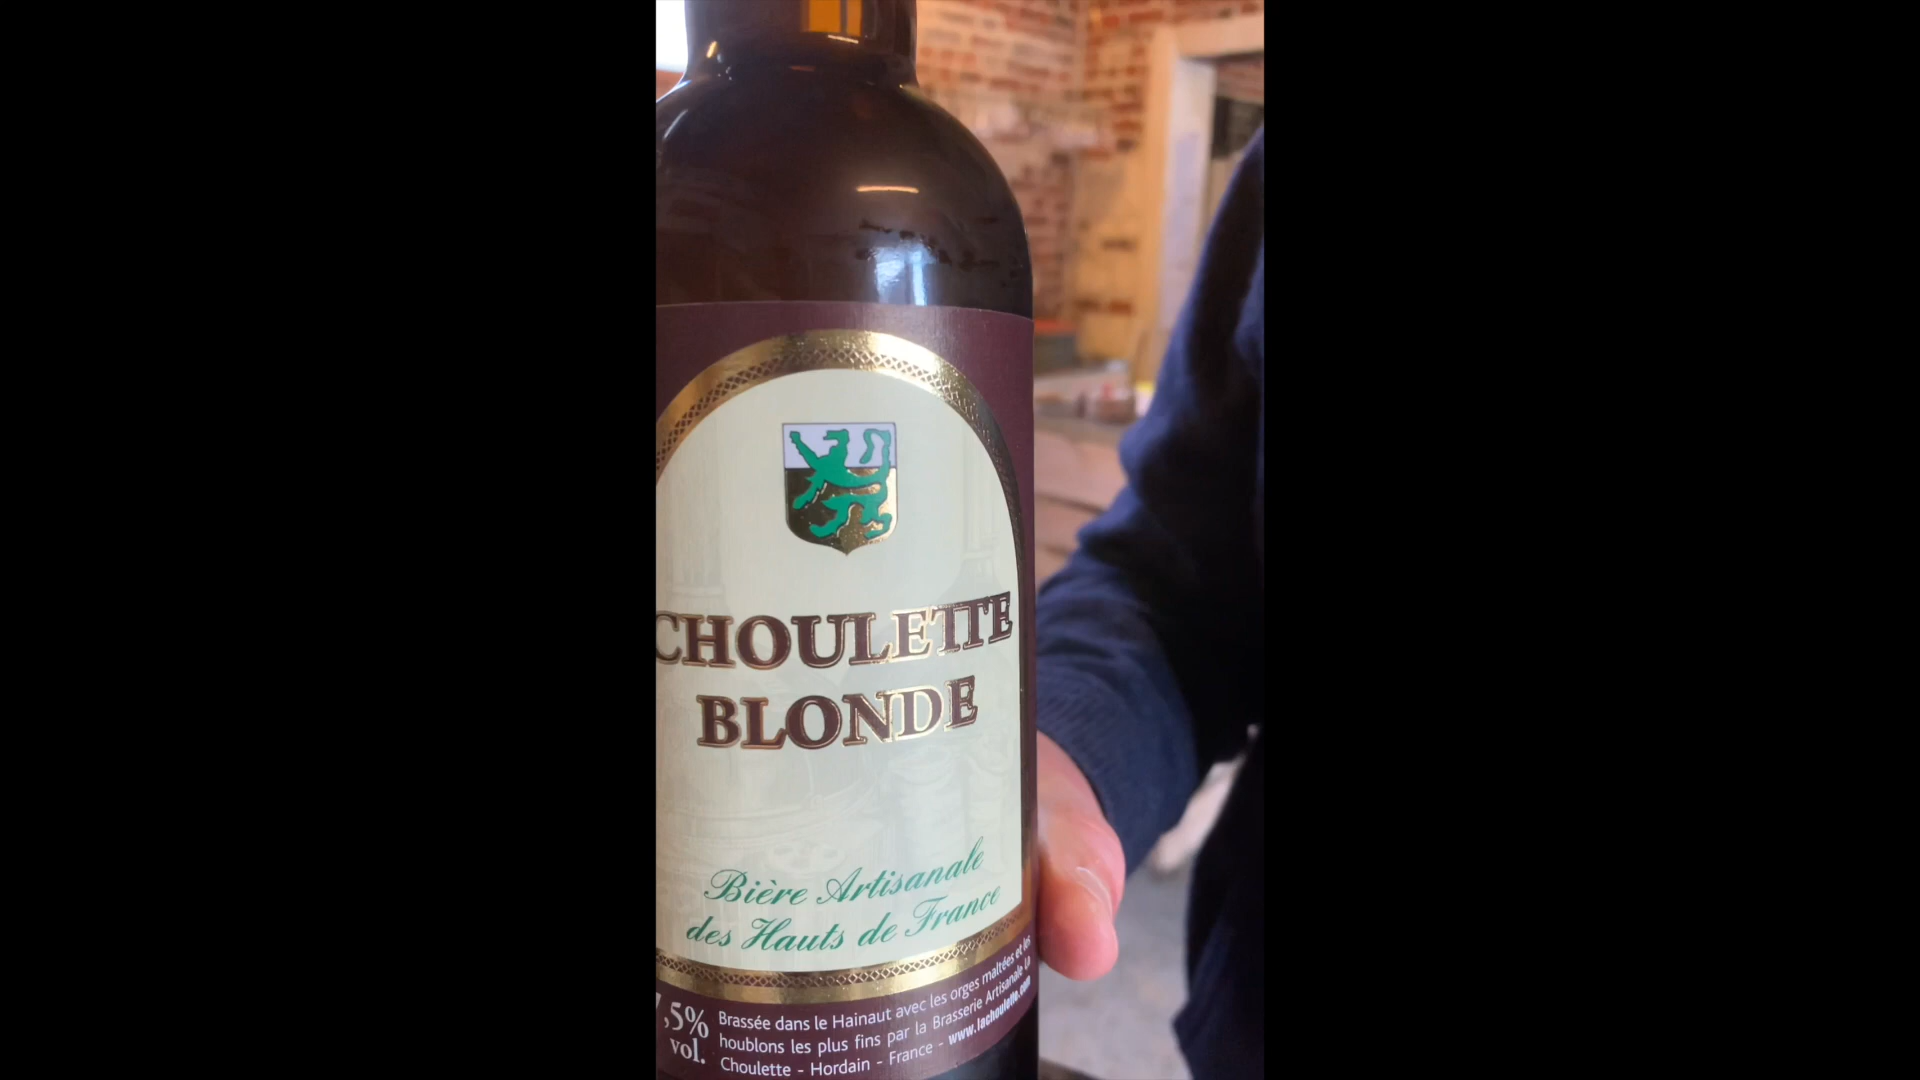 CHOULETTE
BLONDE
Bière Artisanale
des Hauts de France
7,5%
vol.
Brassée dans le Hainaut avec les orges maltées et les
houblons les plus fins par la Brasserie Artisanale La
Choulette - Hordain - France - www.lachoulette.com